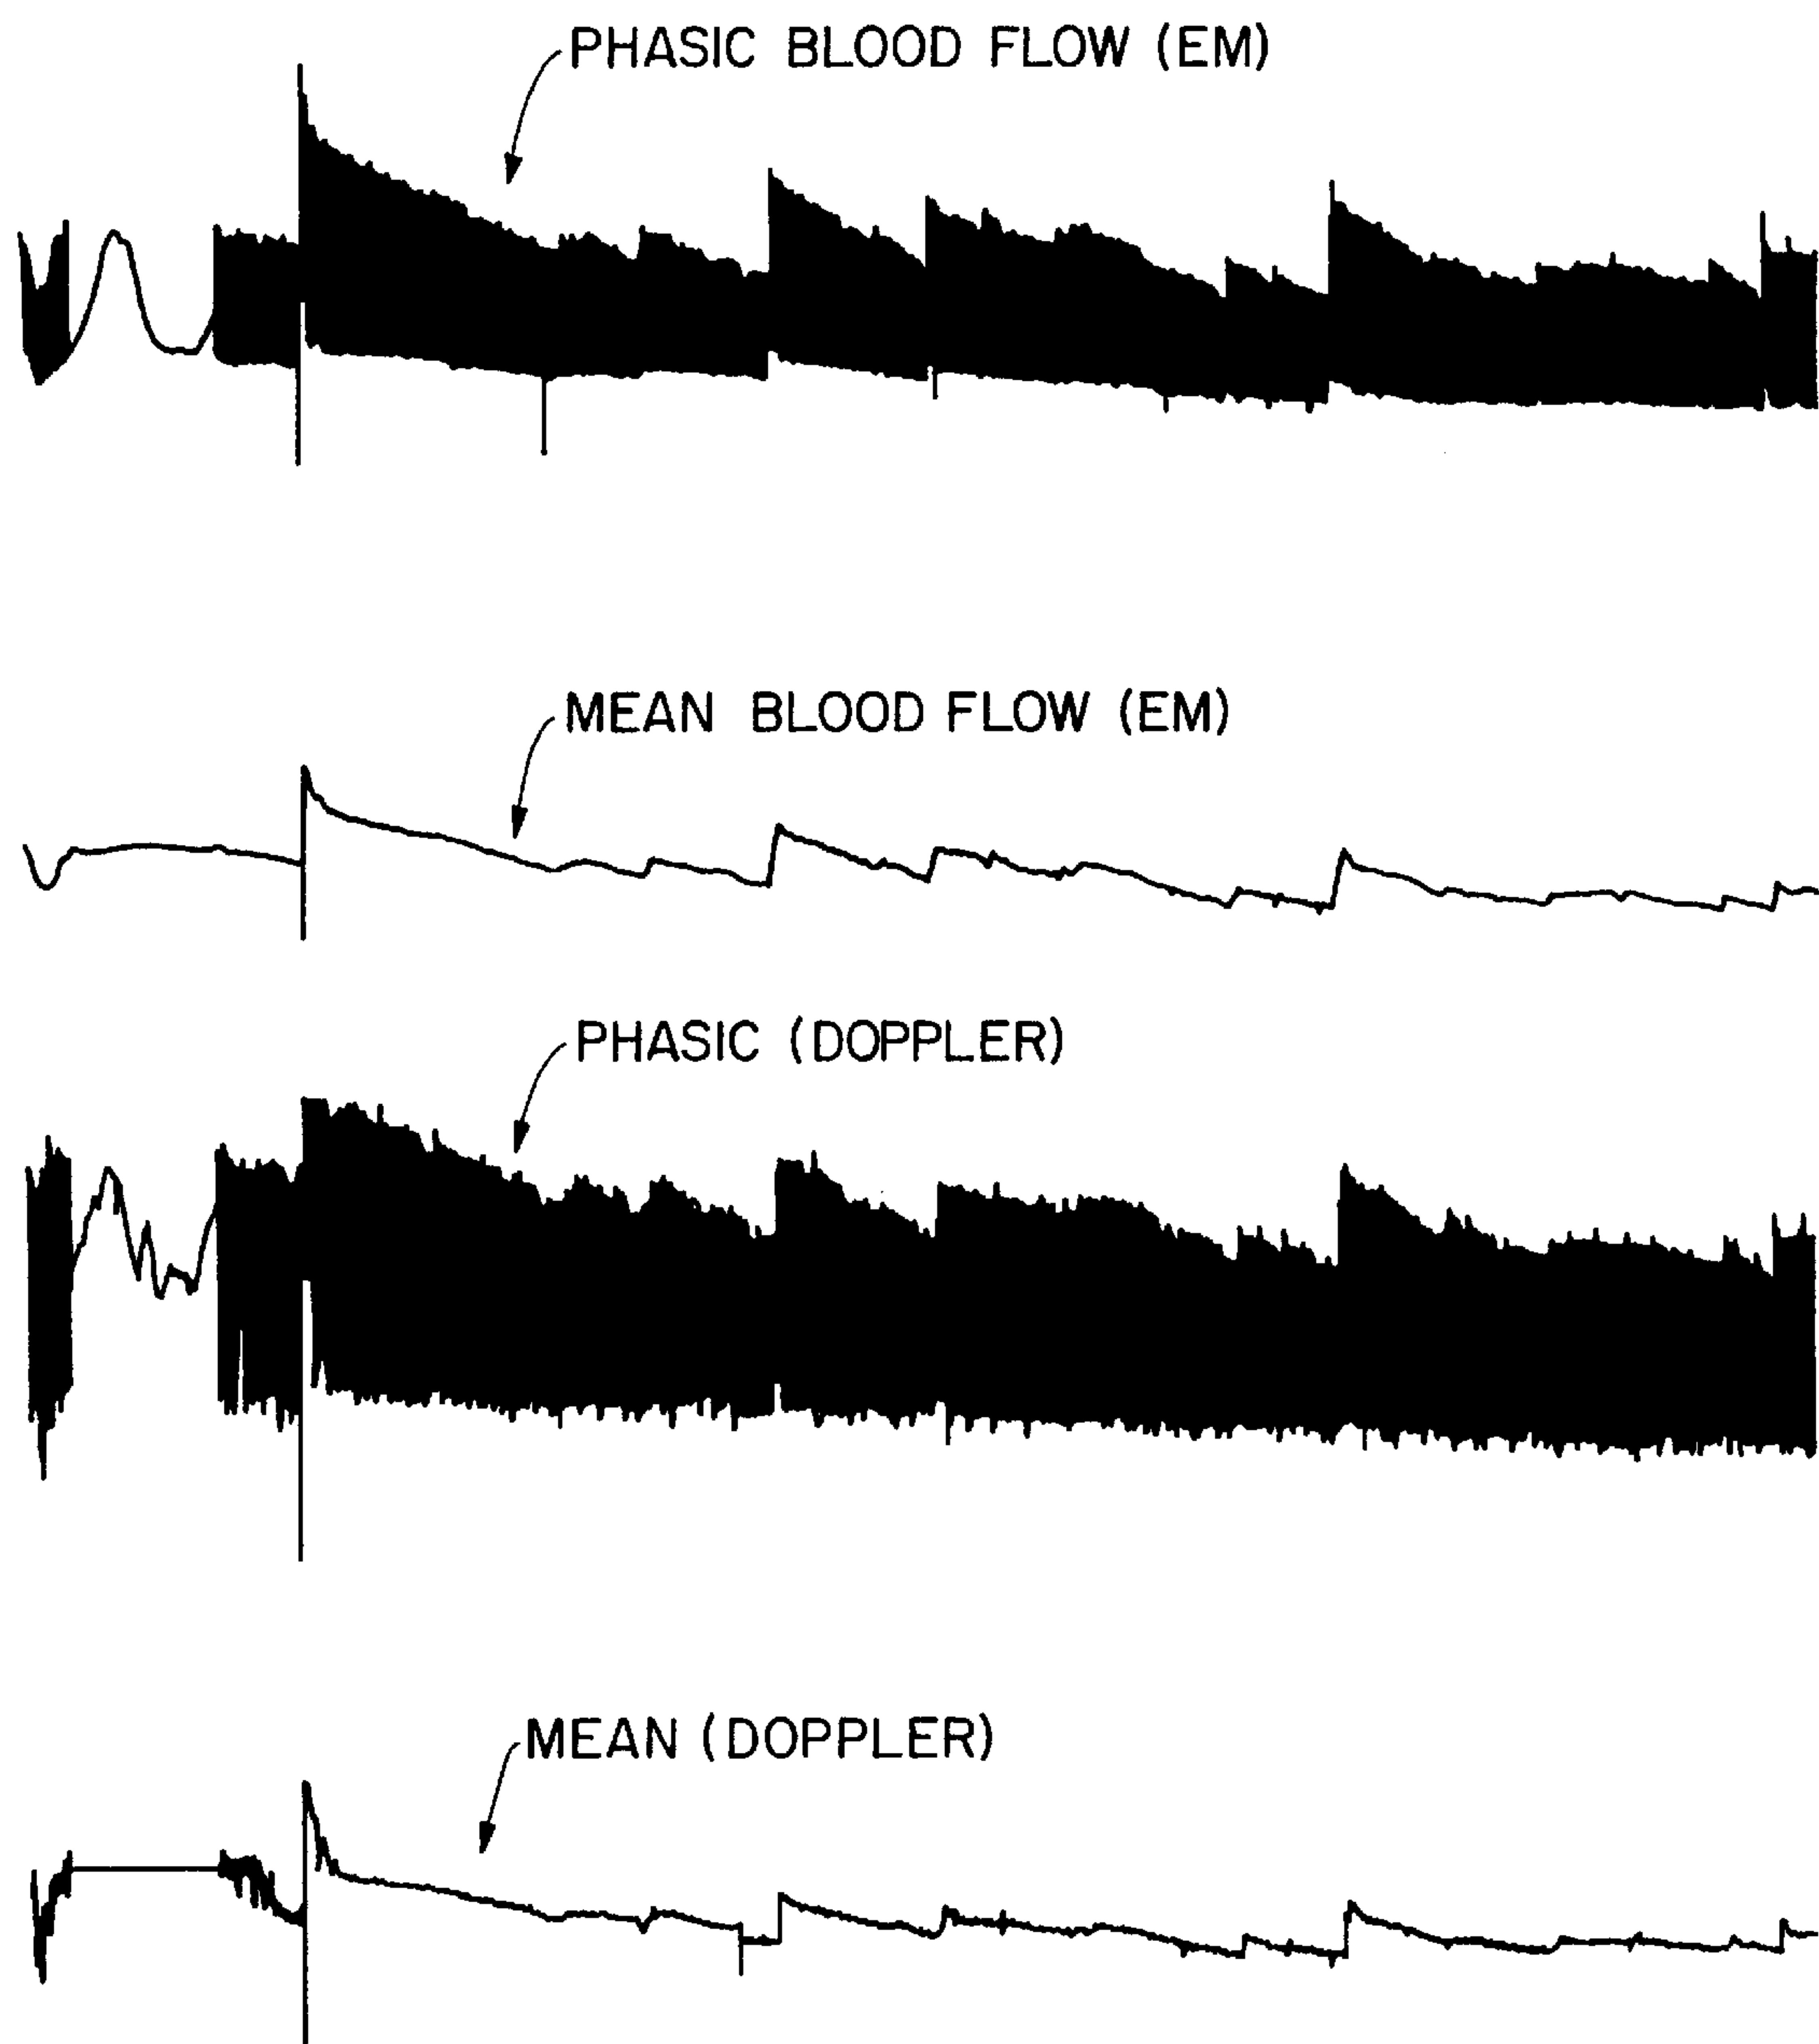 PHASIC BLOOD FLOW (EM)
MEAN BLOOD FLOW (EM)
PHASIC (DOPPLER)
MEAN (DOPPLER)